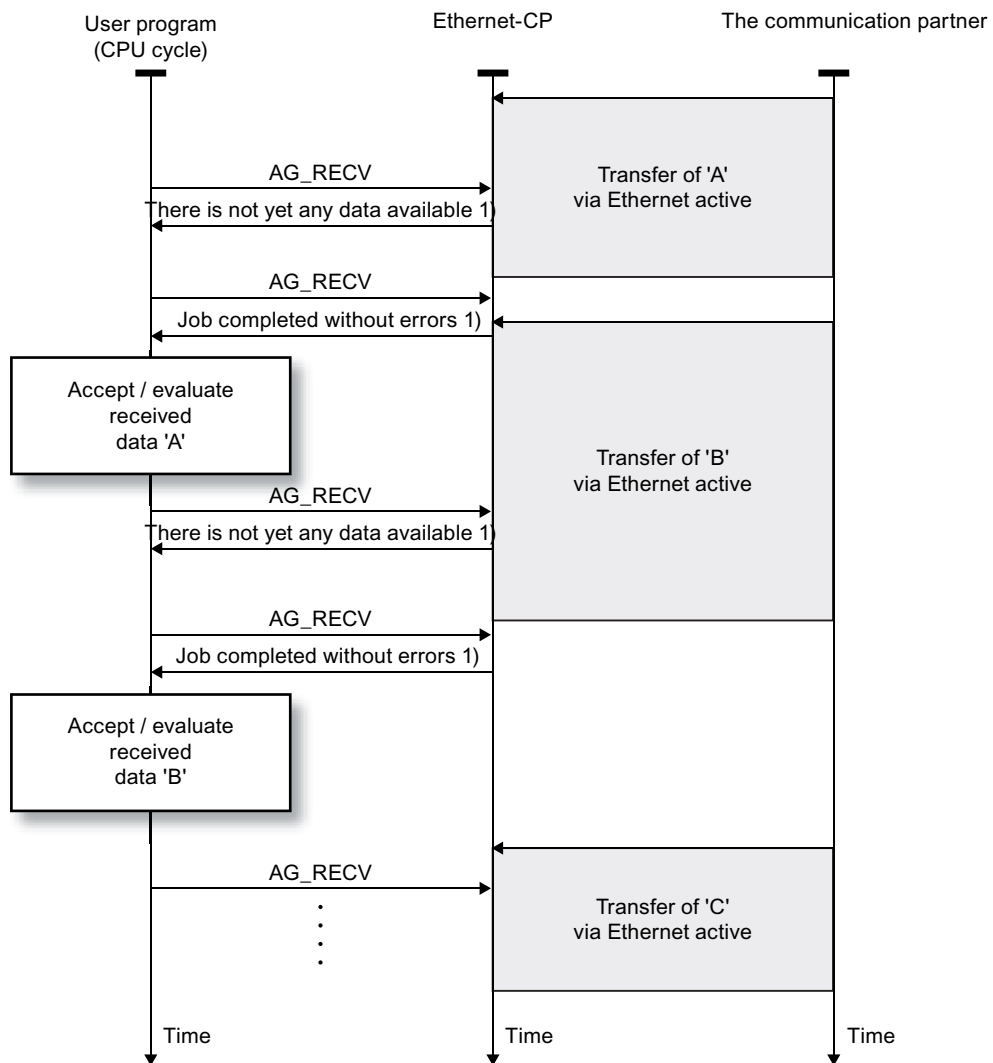 User program
(CPU cycle)
Ethernet-CP
The communication partner
Transfer of 'A'
via Ethernet active
AG_RECV
There is not yet any data available 1)
AG_RECV
Job completed without errors 1)
Accept / evaluate
received
data 'A'
Transfer of 'B'
via Ethernet active
AG_RECV
There is not yet any data available 1)
AG_RECV
Job completed without errors 1)
Accept / evaluate
received
data 'B'
AG_RECV
Transfer of 'C'
via Ethernet active
Time
Time
Time